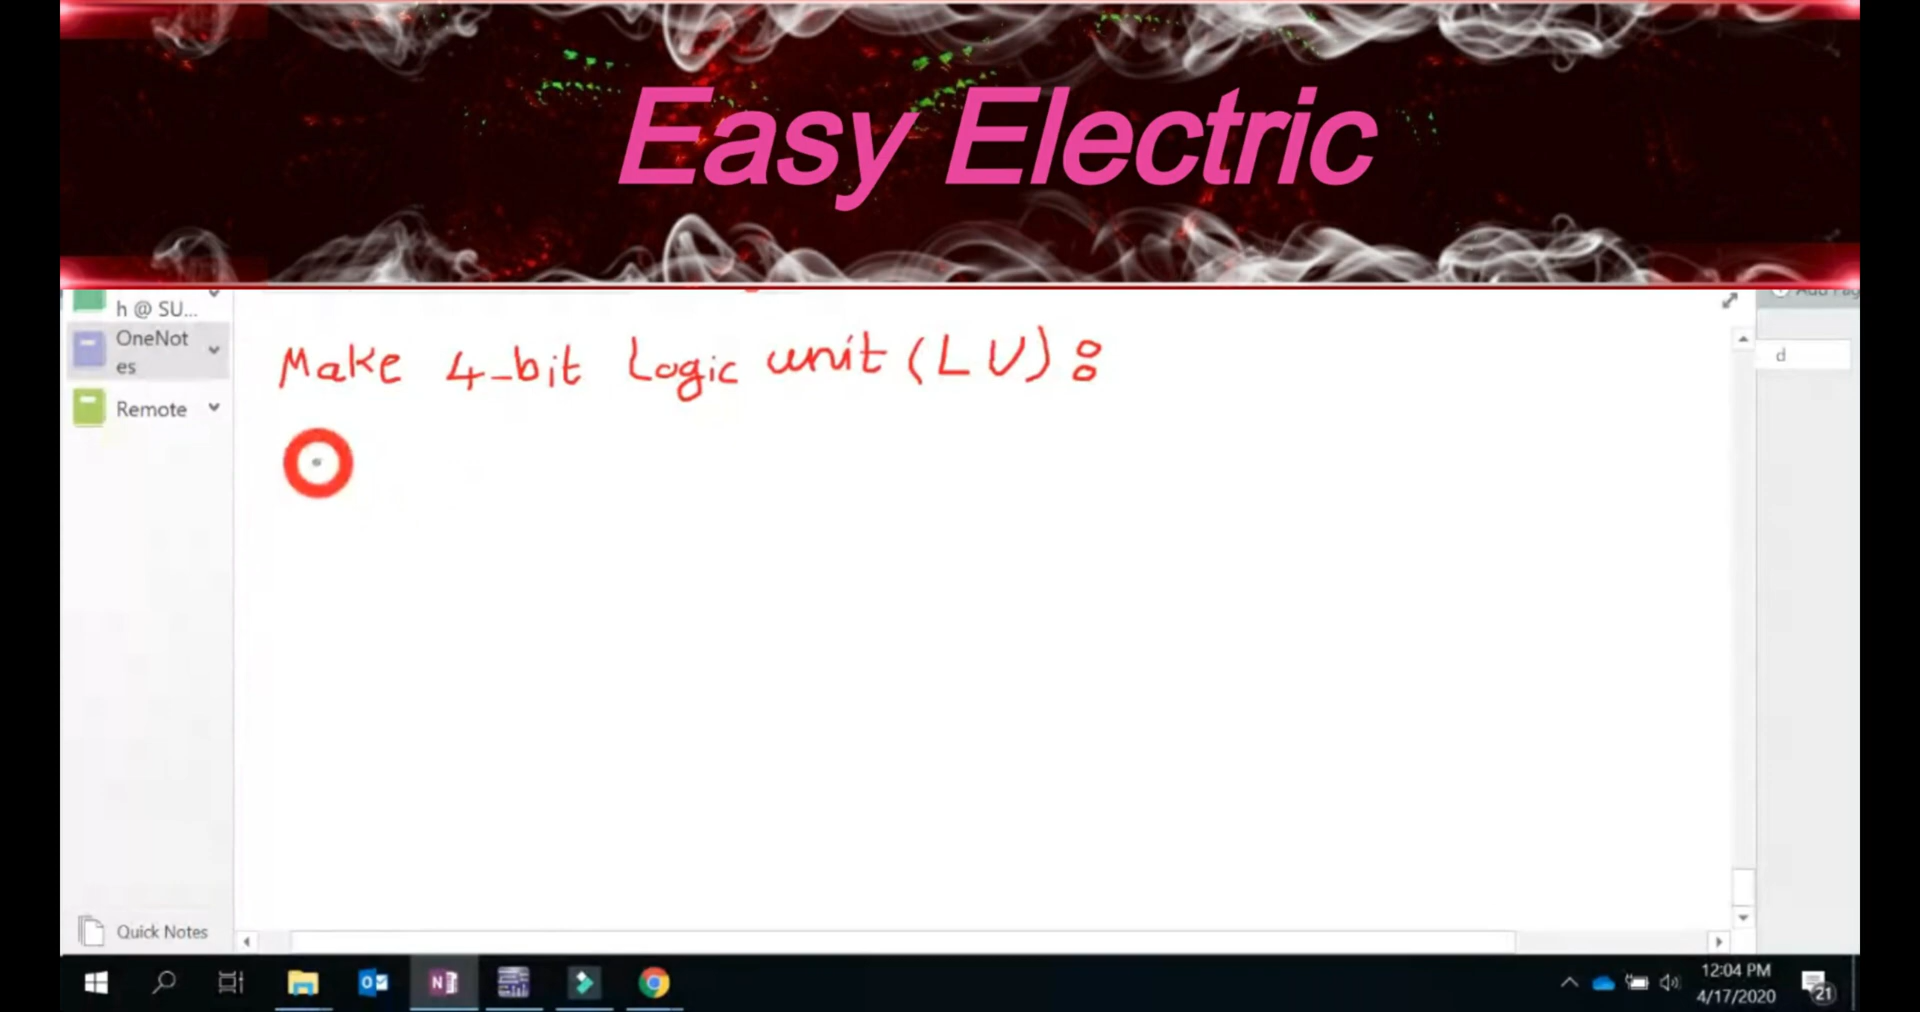 Easy Electric
h @ SU...
OneNot
es
Remote
Make 4-bit Logic unit (LU):
d
Quick Notes
12:04 PM
4/17/2020
21